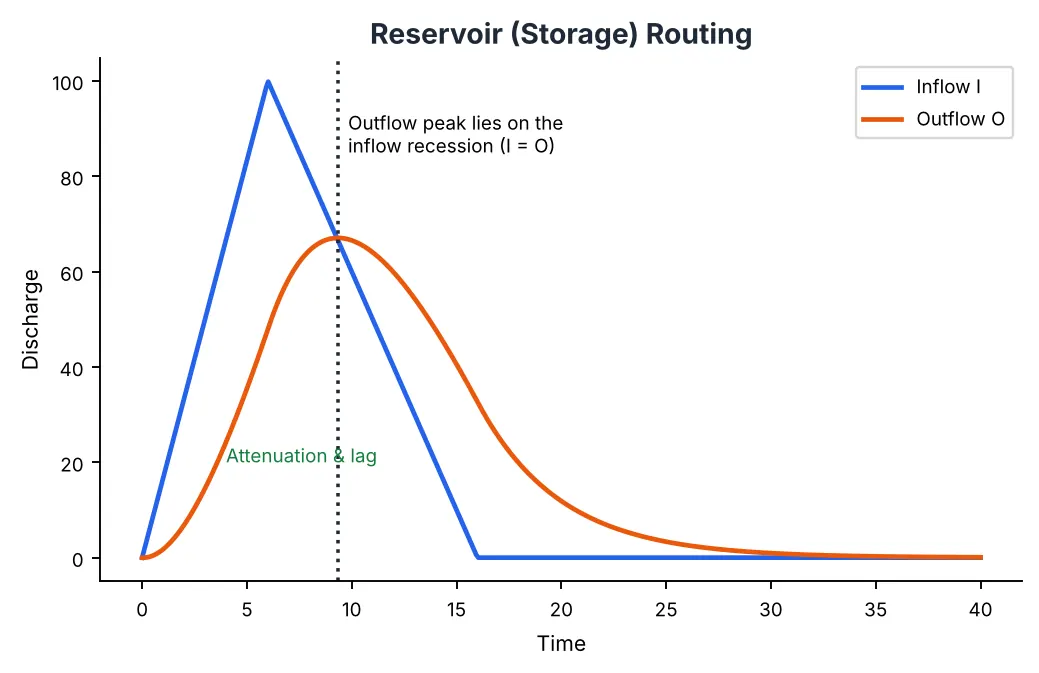 Reservoir (Storage) Routing
Inflow I
Outflow O
Outflow peak lies on the
inflow recession (I = O)
Attenuation & lag
Discharge
100
80
60
40
20
0
0 5 10 15 20 25 30 35 40
Time